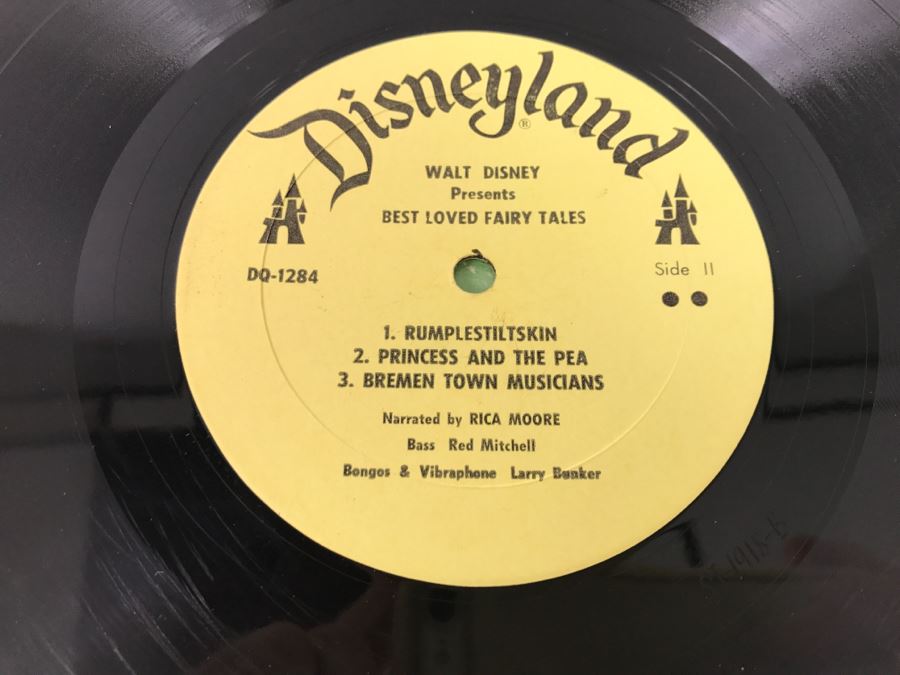 Disneyland®
WALT DISNEY
Presents
BEST LOVED FAIRY TALES
DQ-1284
Side II
1. RUMPLESTILTSKIN
2. PRINCESS AND THE PEA
3. BREMEN TOWN MUSICIANS
Narrated by RICA MOORE
Bass Red Mitchell
Bongos & Vibraphone Larry Bunker